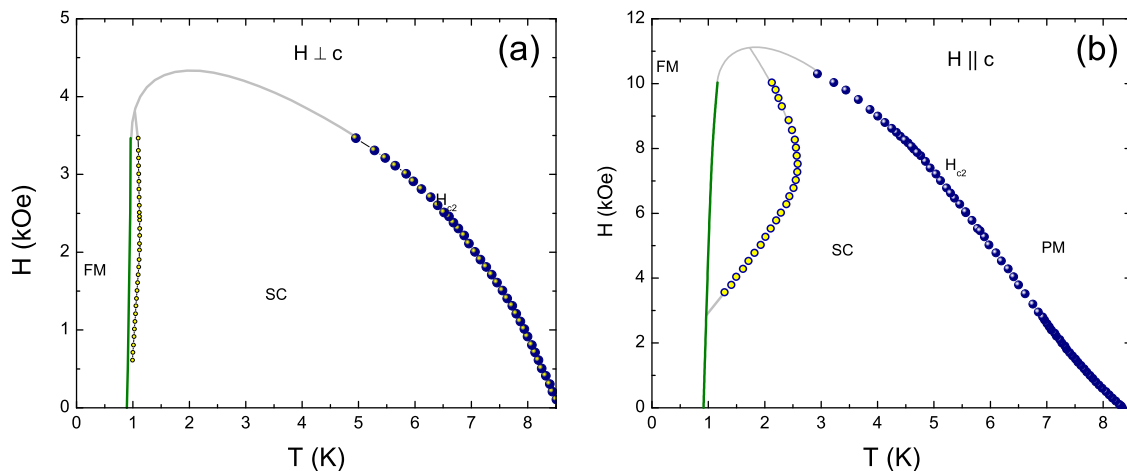 (a)
H ⊥ c
5
4
3
2
1
0
H (kOe)
FM
SC
H_c2
0 1 2 3 4 5 6 7 8
T (K)
(b)
H || c
12
10
8
6
4
2
0
H (kOe)
FM
SC
H_c2
PM
0 1 2 3 4 5 6 7 8
T (K)